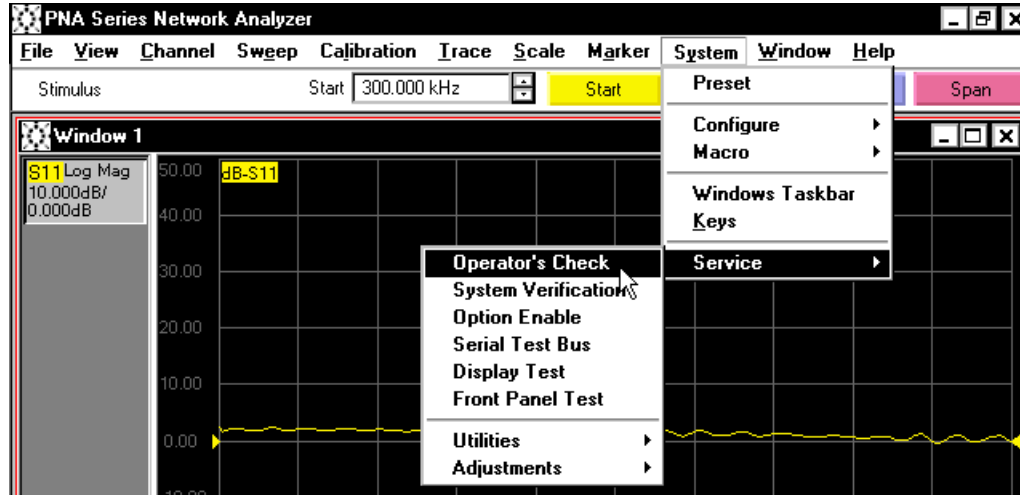 PNA Series Network Analyzer
File View Channel Sweep Calibration Trace Scale Marker System Window Help
Stimulus Start 300.000 kHz Start Span
Preset
Configure
Macro
Windows Taskbar
Keys
Service
Window 1
S11 Log Mag
10.000dB/
0.000dB
50.00 dB-S11
40.00
30.00
20.00
10.00
0.00
-10.00
Operator's Check
System Verification
Option Enable
Serial Test Bus
Display Test
Front Panel Test
Utilities
Adjustments